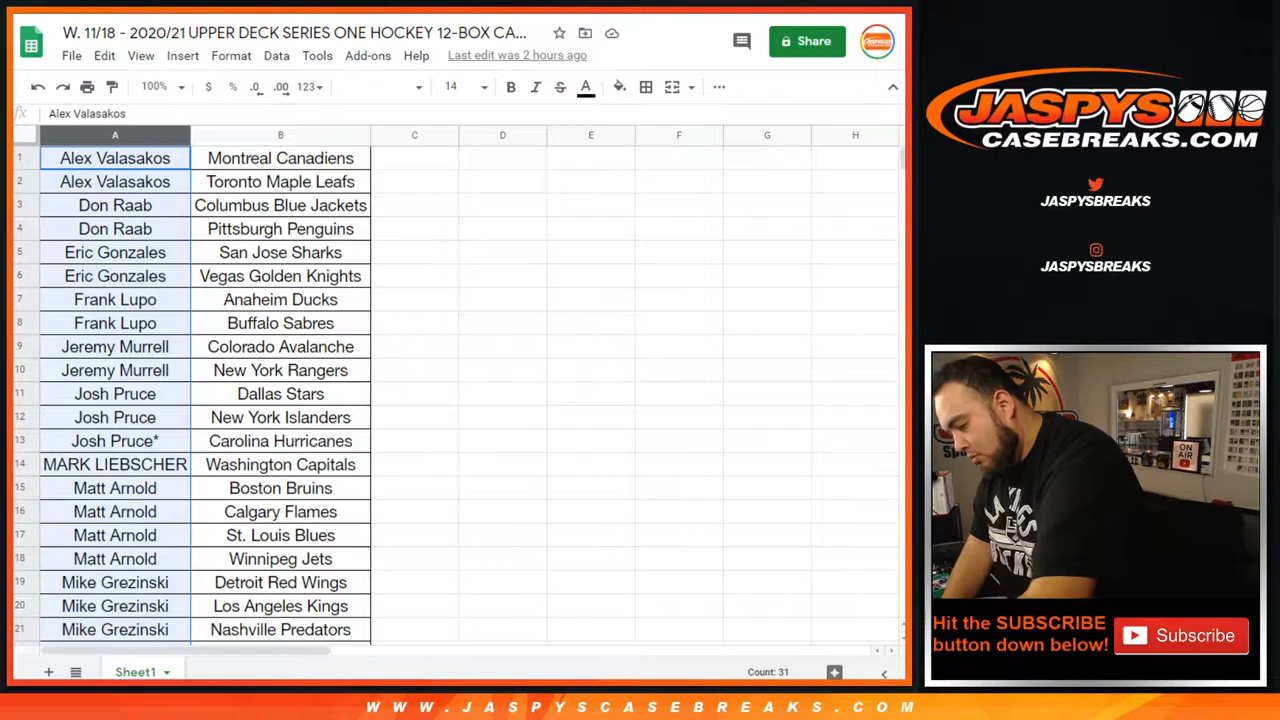 W. 11/18 - 2020/21 UPPER DECK SERIES ONE HOCKEY 12-BOX CA...
Share
File Edit View Insert Format Data Tools Add-ons Help Last edit was 2 hours ago
100% $ % .0 .00 123 14 B I S A
fx Alex Valasakos
A B C D E F G H
1 Alex Valasakos Montreal Canadiens
2 Alex Valasakos Toronto Maple Leafs
3 Don Raab Columbus Blue Jackets
4 Don Raab Pittsburgh Penguins
5 Eric Gonzales San Jose Sharks
6 Eric Gonzales Vegas Golden Knights
7 Frank Lupo Anaheim Ducks
8 Frank Lupo Buffalo Sabres
9 Jeremy Murrell Colorado Avalanche
10 Jeremy Murrell New York Rangers
11 Josh Pruce Dallas Stars
12 Josh Pruce New York Islanders
13 Josh Pruce* Carolina Hurricanes
14 MARK LIEBSCHER Washington Capitals
15 Matt Arnold Boston Bruins
16 Matt Arnold Calgary Flames
17 Matt Arnold St. Louis Blues
18 Matt Arnold Winnipeg Jets
19 Mike Grezinski Detroit Red Wings
20 Mike Grezinski Los Angeles Kings
21 Mike Grezinski Nashville Predators
Sheet1
Count: 31
JASPYS
CASEBREAKS.COM
JASPYSBREAKS
JASPYSBREAKS
ON AIR
Hit the SUBSCRIBE
button down below!
Subscribe
WWW.JASPYSCASEBREAKS.COM